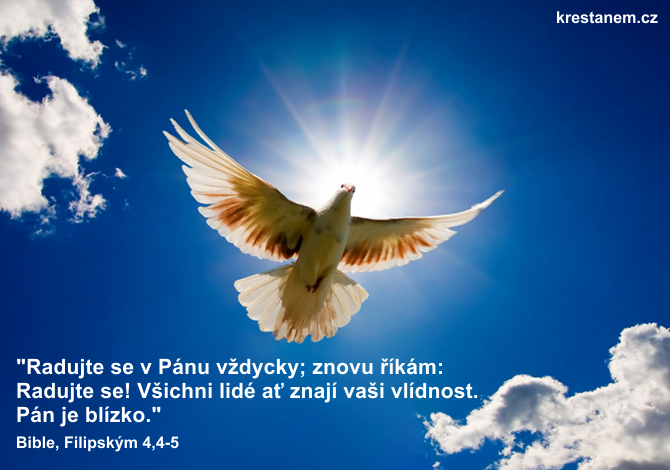 krestanem.cz
"Radujte se v Pánu vždycky; znovu říkám:
Radujte se! Všichni lidé ať znají vaši vlídnost.
Pán je blízko."
Bible, Filipským 4,4-5